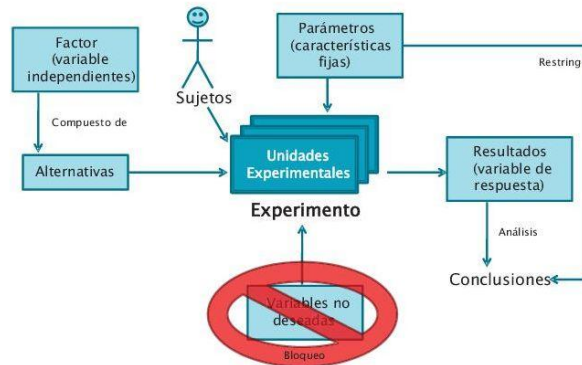 Factor
(variable
independientes)
Parámetros
(características
fijas)
Restring
Sujetos
Compuesto de
Alternativas
Unidades
Experimentales
Resultados
(variable de
respuesta)
Experimento
Análisis
Conclusiones
Variables no
deseadas
Bloqueo